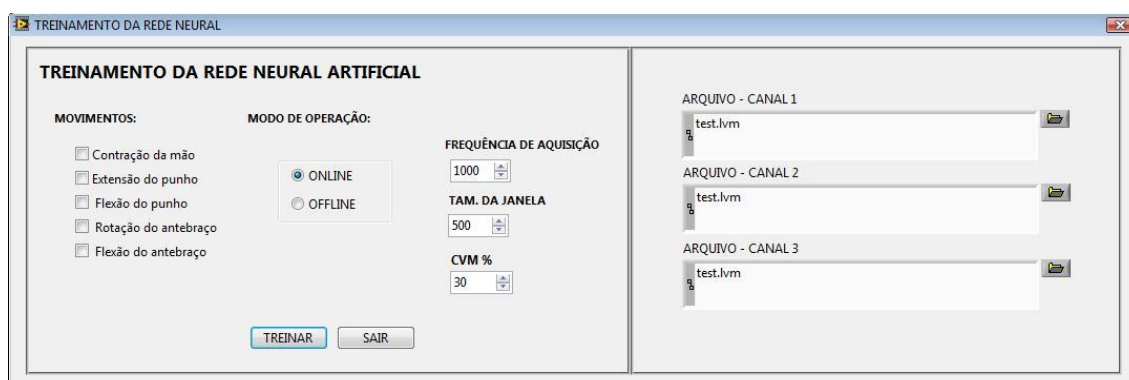 TREINAMENTO DA REDE NEURAL
TREINAMENTO DA REDE NEURAL ARTIFICIAL
MOVIMENTOS:
Contração da mão
Extensão do punho
Flexão do punho
Rotação do antebraço
Flexão do antebraço
MODO DE OPERAÇÃO:
ONLINE
OFFLINE
FREQUÊNCIA DE AQUISIÇÃO
1000
TAM. DA JANELA
500
CVM %
30
TREINAR
SAIR
ARQUIVO - CANAL 1
test.lvm
ARQUIVO - CANAL 2
test.lvm
ARQUIVO - CANAL 3
test.lvm